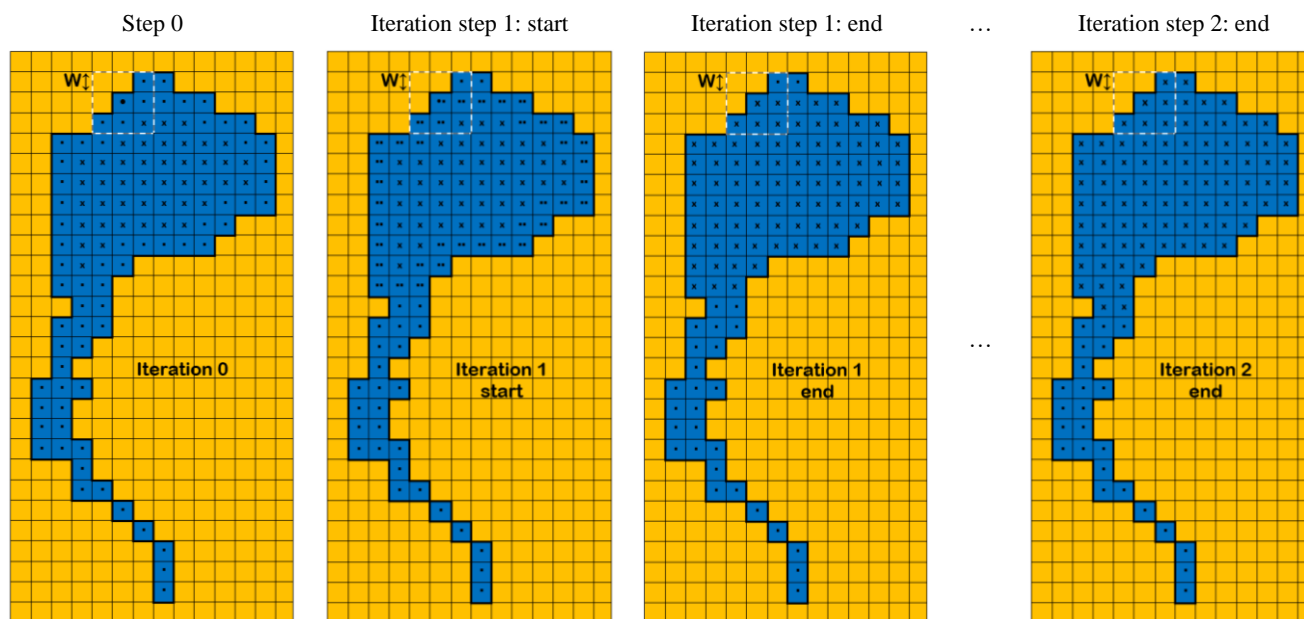 Step 0 Iteration step 1: start Iteration step 1: end … Iteration step 2: end
W↕ W↕ W↕ W↕
…
Iteration 0 Iteration 1 Iteration 1 Iteration 2
start end end